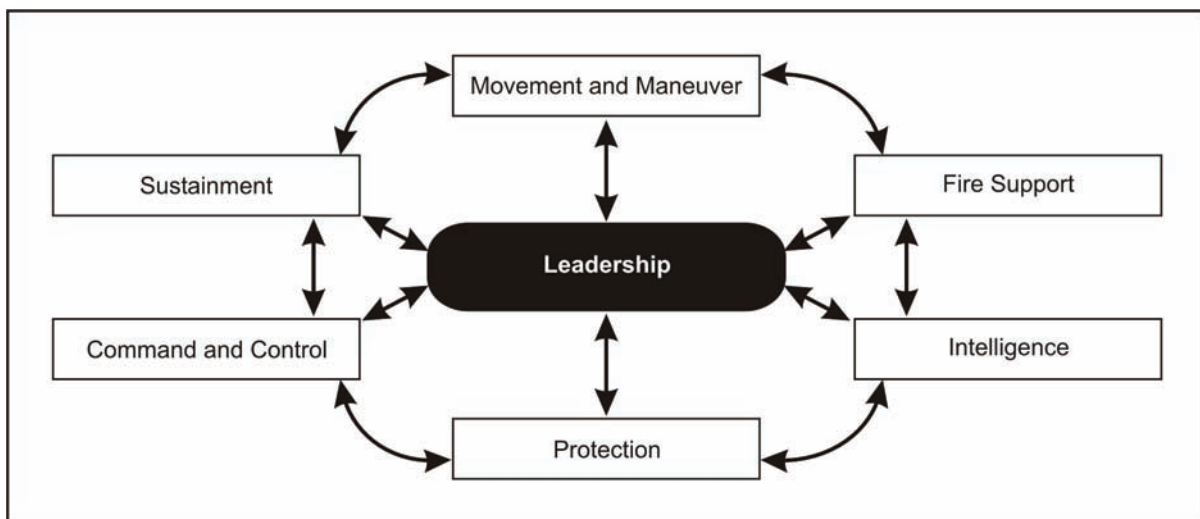 Movement and Maneuver
Sustainment
Fire Support
Leadership
Command and Control
Intelligence
Protection